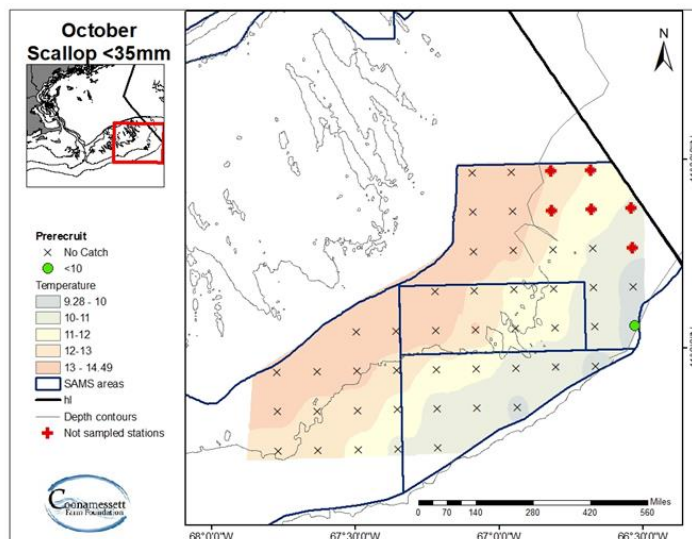 October
Scallop <35mm
N
Prerecruit
No Catch
<10
Temperature
9.28 - 10
10-11
11-12
12-13
13 - 14.49
SAMS areas
hl
Depth contours
Not sampled stations
Coonamessett
Farm Foundation
Miles
0 70 140 280 420 560
68°0'0"W 67°30'0"W 67°0'0"W 66°30'0"W